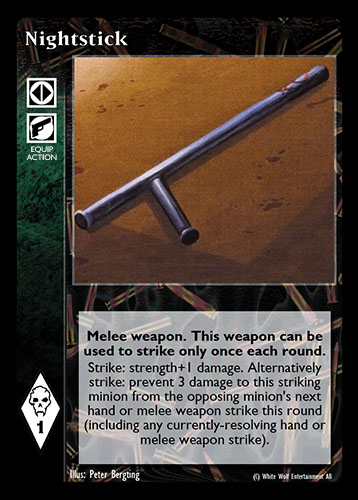 Nightstick
EQUIP
ACTION
Melee weapon. This weapon can be
used to strike only once each round.
Strike: strength+1 damage. Alternatively
strike: prevent 3 damage to this striking
minion from the opposing minion's next
hand or melee weapon strike this round
(including any currently-resolving hand or
melee weapon strike).
1
Illus: Peter Bergting
(C) White Wolf Entertainment AB